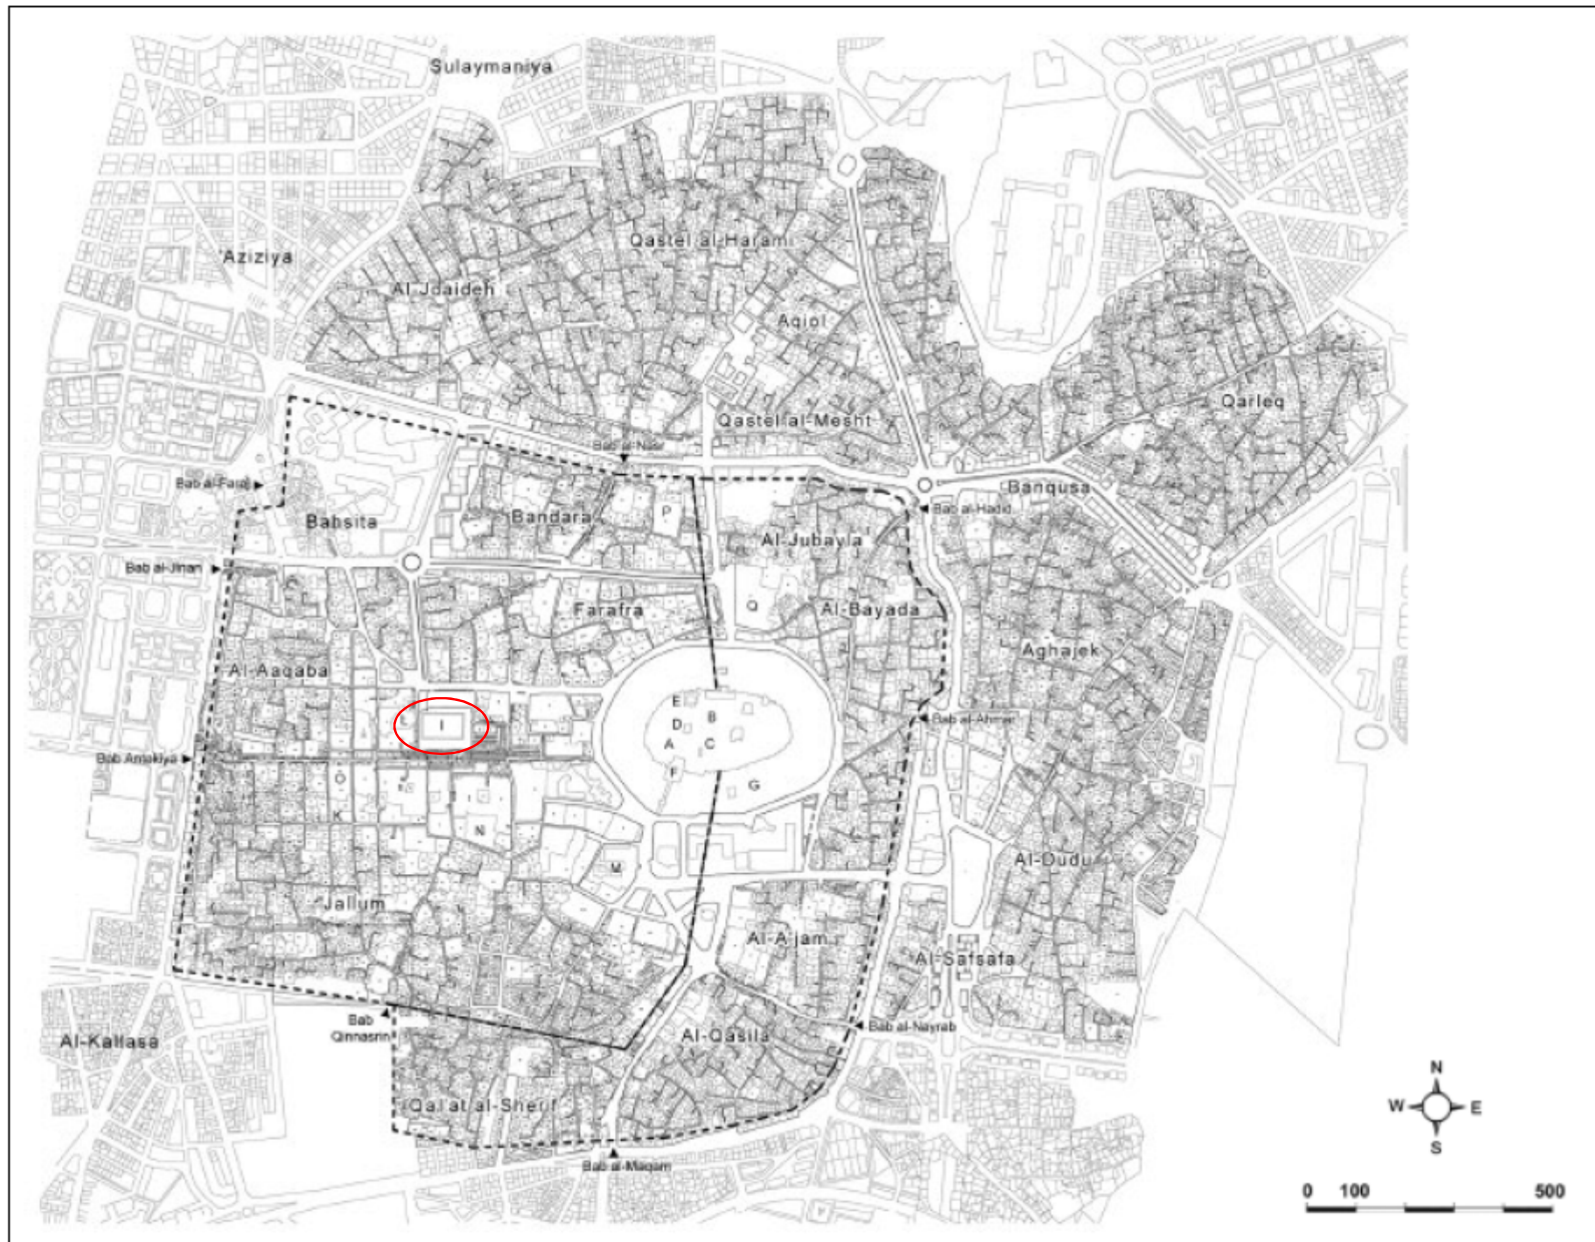 Sulaymaniya
'Aziziya
Qastel al-Harami
Al-Jdaideh
Aqiol
Qarleq
Qastel al-Mesht
Bab al-Nasr
Bab al-Faraj
Banqusa
Babsita
Bandara
P
Bab al-Hadid
Al-Jubayla
Bab al-Jinan
Farafra
Q
Al-Bayada
Aghajek
Al-Aaqaba
E
B
I
D
Bab al-Ahmar
A
C
Bab Antakiya
F
O
J
G
K
N
M
Al-Dudu
Jallum
Al-Ajam
Al-Safsafa
Bab
Qinnasrin
Bab al-Nayrab
Al-Kallasa
Al-Qasila
Qal'at al-Sherif
Bab al-Maqam
N
W E
S
0 100 500